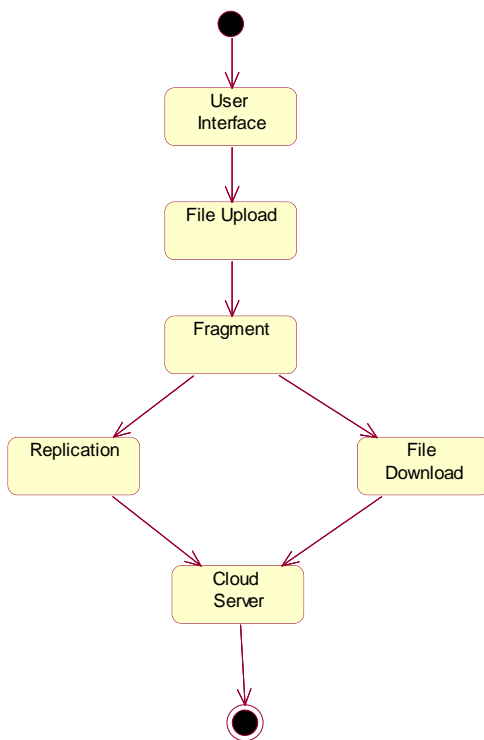 User
Interface
File Upload
Fragment
Replication
File
Download
Cloud
Server